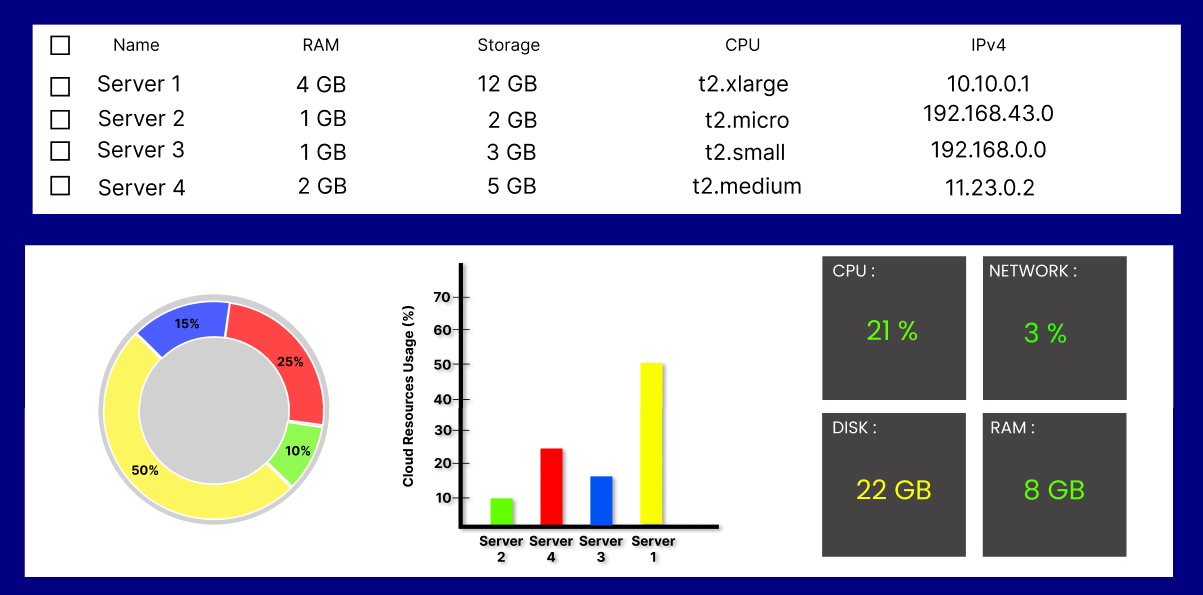 Name RAM Storage CPU IPv4
Server 1 4 GB 12 GB t2.xlarge 10.10.0.1
Server 2 1 GB 2 GB t2.micro 192.168.43.0
Server 3 1 GB 3 GB t2.small 192.168.0.0
Server 4 2 GB 5 GB t2.medium 11.23.0.2
15%
25%
10%
50%
Cloud Resources Usage (%)
70
60
50
40
30
20
10
Server Server Server Server
2 4 3 1
CPU : NETWORK :
21 % 3 %
DISK : RAM :
22 GB 8 GB